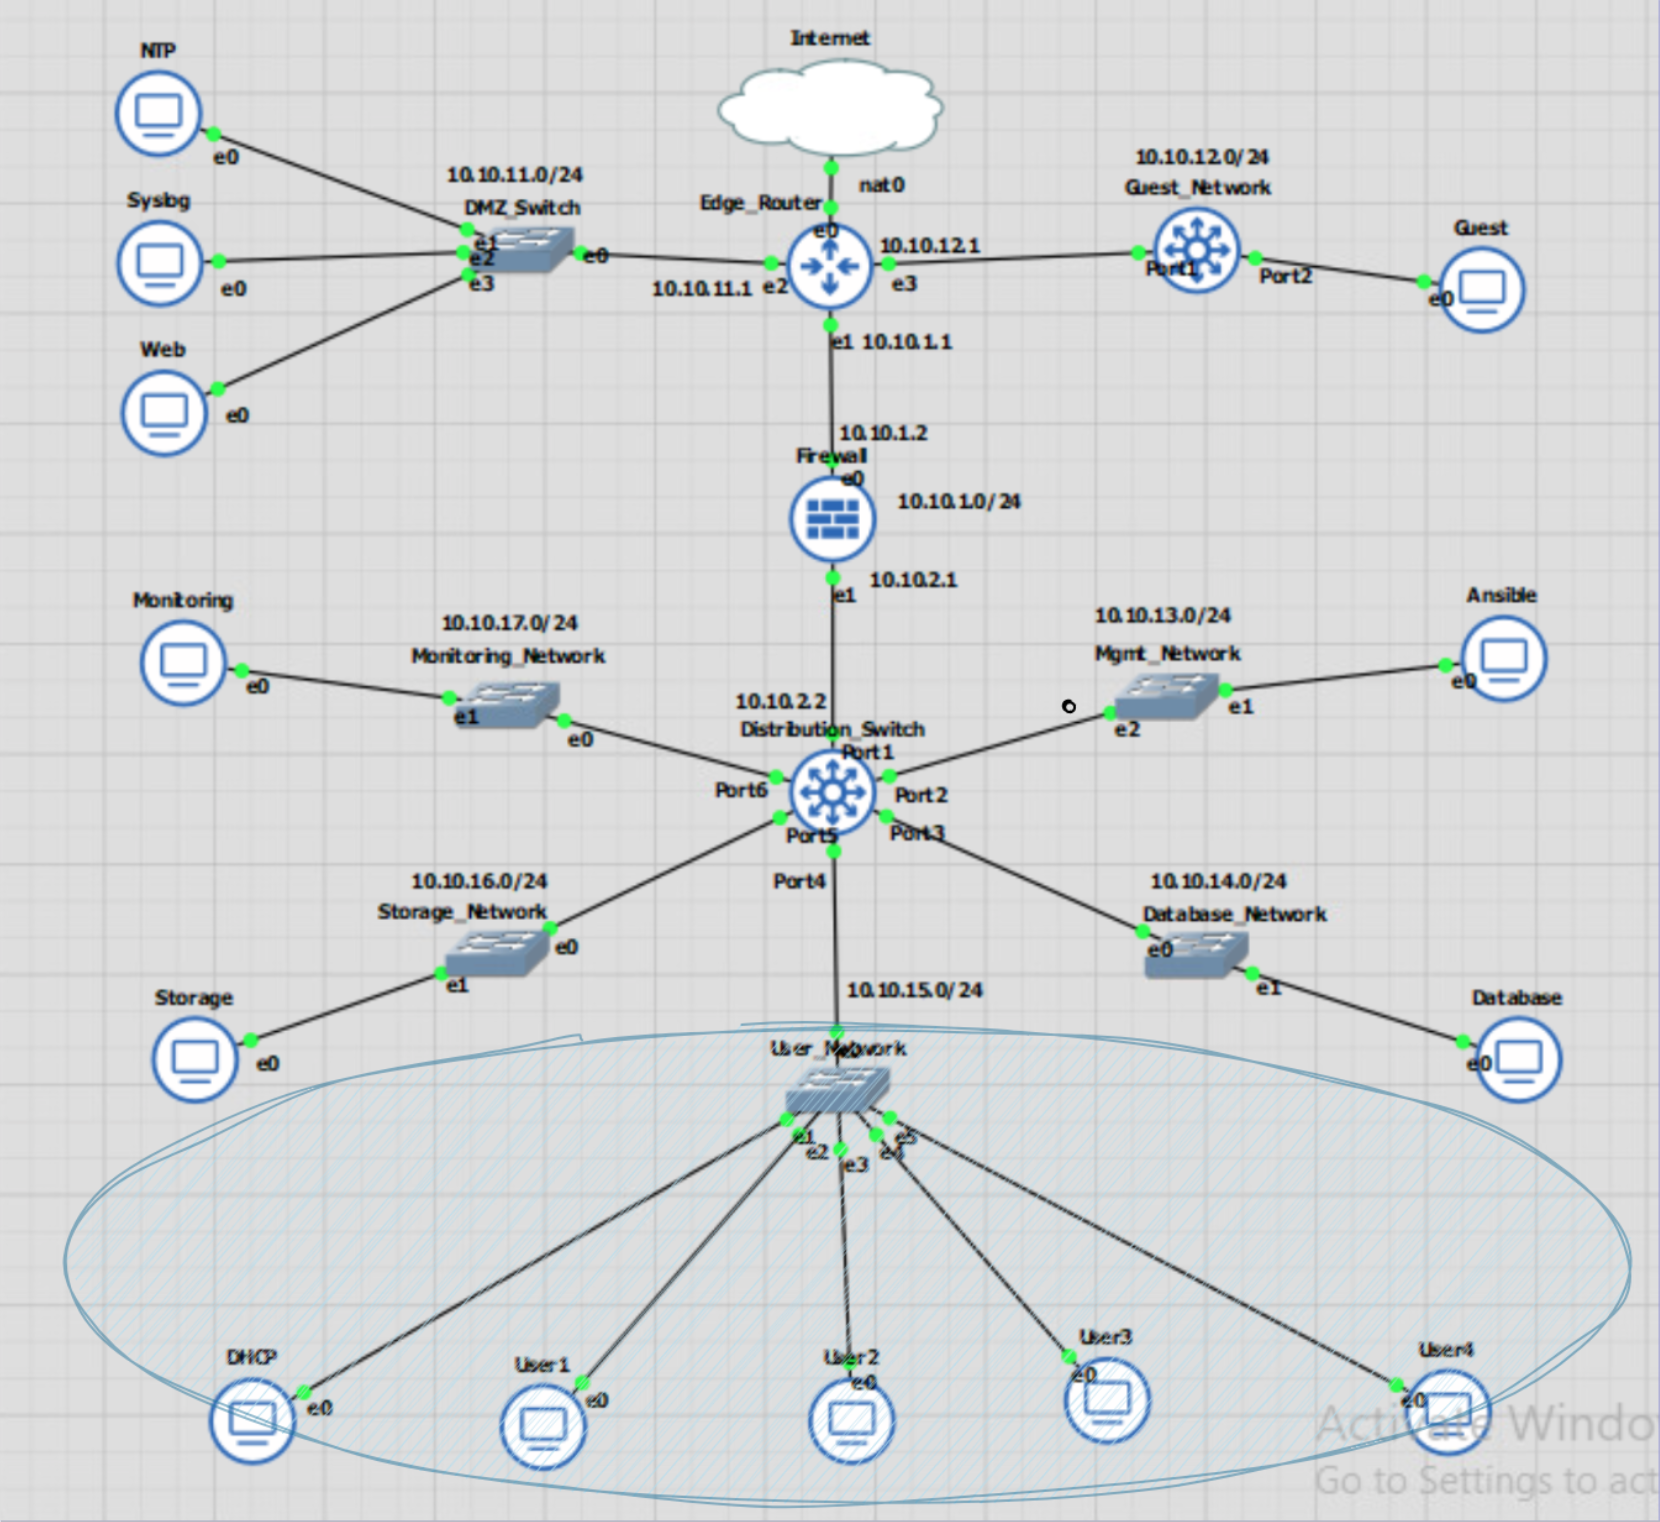 Internet
NTP
e0
nat0
10.10.12.0/24
Guest_Network
10.10.11.0/24
DMZ_Switch
Syslog
e0
Edge_Router
e0
e1
e2
e3
e0
10.10.12.1
e3
Port1
Port2
Guest
e0
10.10.11.1
e2
Web
e0
e1
10.10.1.1
10.10.1.2
Firewall
e0
10.10.1.0/24
10.10.2.1
e1
Monitoring
e0
10.10.17.0/24
Monitoring_Network
e1
e0
10.10.13.0/24
Mgmt_Network
Ansible
e0
e1
e2
10.10.2.2
Distribution_Switch
Port1
Port6
Port2
Port5
Port3
Port4
10.10.16.0/24
Storage_Network
e0
e1
10.10.14.0/24
Database_Network
e0
e1
Storage
e0
10.10.15.0/24
Database
e0
User_Network
e1
e2
e3
e4
e5
DHCP
e0
User1
e0
User2
e0
User3
e0
User4
e0
Activate Windo
Go to Settings to act